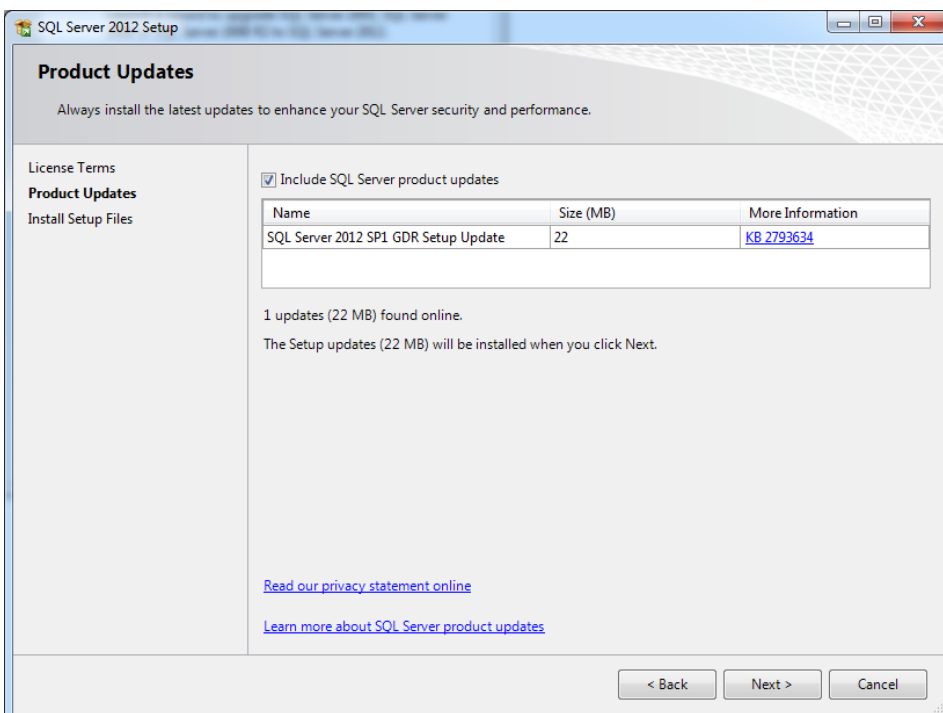 SQL Server 2012 Setup
Product Updates
Always install the latest updates to enhance your SQL Server security and performance.
License Terms
Product Updates
Install Setup Files
Include SQL Server product updates
Name Size (MB) More Information
SQL Server 2012 SP1 GDR Setup Update 22 KB 2793634
1 updates (22 MB) found online.
The Setup updates (22 MB) will be installed when you click Next.
Read our privacy statement online
Learn more about SQL Server product updates
< Back Next > Cancel